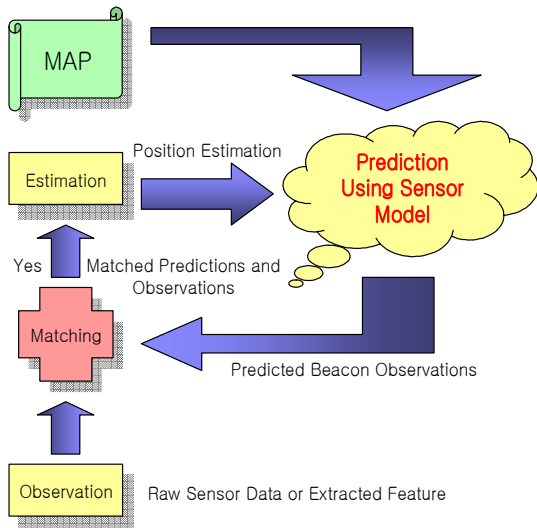 MAP
Position Estimation
Prediction
Using Sensor
Model
Estimation
Yes
Matched Predictions and
Observations
Matching
Predicted Beacon Observations
Observation
Raw Sensor Data or Extracted Feature